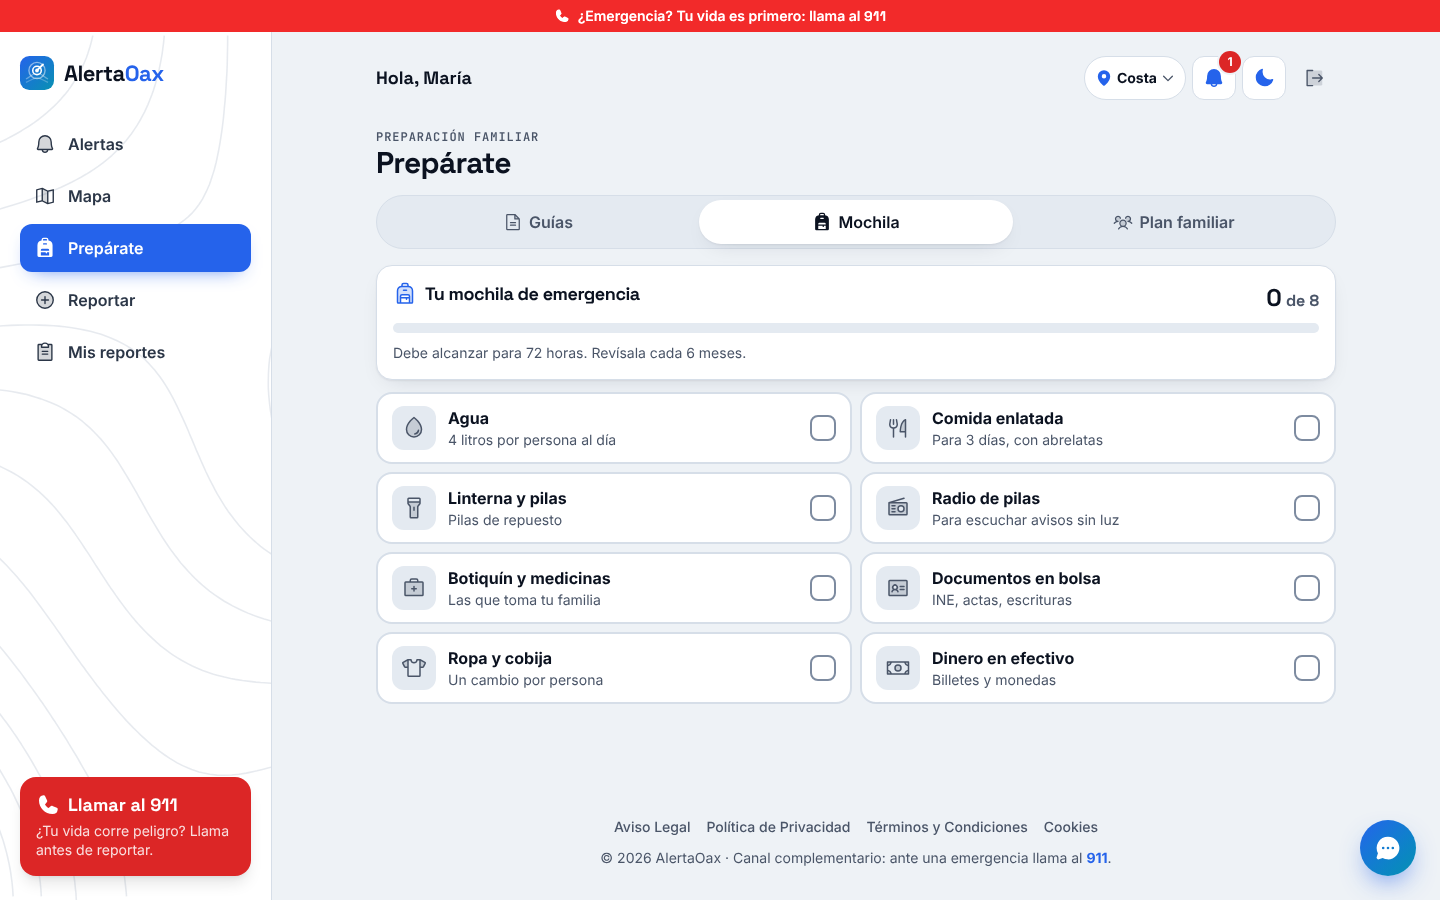 ¿Emergencia? Tu vida es primero: llama al 911
AlertaOax
Alertas
Mapa
Prepárate
Reportar
Mis reportes
Llamar al 911
¿Tu vida corre peligro? Llama
antes de reportar.
Hola, María
Costa
1
PREPARACIÓN FAMILIAR
Prepárate
Guías
Mochila
Plan familiar
Tu mochila de emergencia
0 de 8
Debe alcanzar para 72 horas. Revísala cada 6 meses.
Agua
4 litros por persona al día
Comida enlatada
Para 3 días, con abrelatas
Linterna y pilas
Pilas de repuesto
Radio de pilas
Para escuchar avisos sin luz
Botiquín y medicinas
Las que toma tu familia
Documentos en bolsa
INE, actas, escrituras
Ropa y cobija
Un cambio por persona
Dinero en efectivo
Billetes y monedas
Aviso Legal Política de Privacidad Términos y Condiciones Cookies
© 2026 AlertaOax · Canal complementario: ante una emergencia llama al 911.